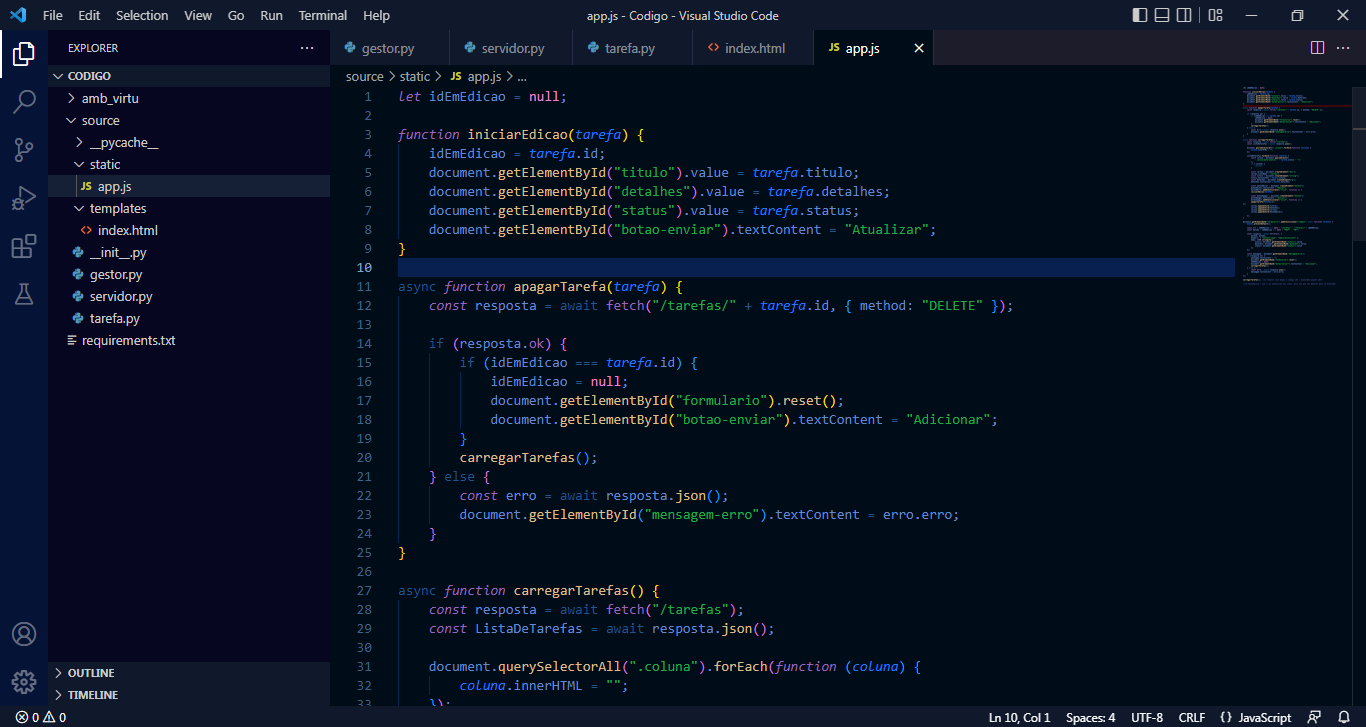 File Edit Selection View Go Run Terminal Help app.js - Codigo - Visual Studio Code
EXPLORER
CODIGO
amb_virtu
source
__pycache__
static
JS app.js
templates
index.html
__init__.py
gestor.py
servidor.py
tarefa.py
requirements.txt
OUTLINE
TIMELINE
gestor.py servidor.py tarefa.py index.html JS app.js
source > static > JS app.js > ...
1 let idEmEdicao = null;
2
3 function iniciarEdicao(tarefa) {
4 idEmEdicao = tarefa.id;
5 document.getElementById("titulo").value = tarefa.titulo;
6 document.getElementById("detalhes").value = tarefa.detalhes;
7 document.getElementById("status").value = tarefa.status;
8 document.getElementById("botao-enviar").textContent = "Atualizar";
9 }
10
11 async function apagarTarefa(tarefa) {
12 const resposta = await fetch("/tarefas/" + tarefa.id, { method: "DELETE" });
13
14 if (resposta.ok) {
15 if (idEmEdicao === tarefa.id) {
16 idEmEdicao = null;
17 document.getElementById("formulario").reset();
18 document.getElementById("botao-enviar").textContent = "Adicionar";
19 }
20 carregarTarefas();
21 } else {
22 const erro = await resposta.json();
23 document.getElementById("mensagem-erro").textContent = erro.erro;
24 }
25 }
26
27 async function carregarTarefas() {
28 const resposta = await fetch("/tarefas");
29 const ListaDeTarefas = await resposta.json();
30
31 document.querySelectorAll(".coluna").forEach(function (coluna) {
32 coluna.innerHTML = "";
33 });
0 0 Ln 10, Col 1 Spaces: 4 UTF-8 CRLF {} JavaScript